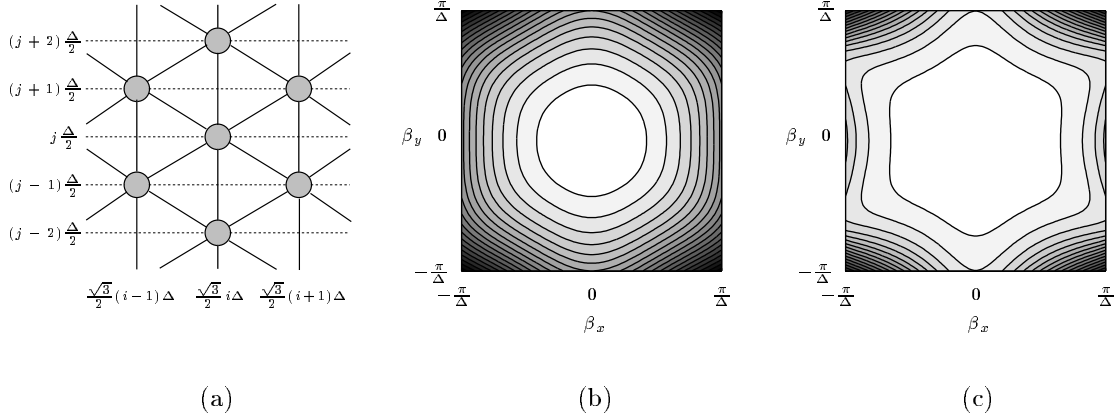 (j + 2) Δ/2
(j + 1) Δ/2
j Δ/2
(j − 1) Δ/2
(j − 2) Δ/2
√3/2 (i−1)Δ √3/2 iΔ √3/2 (i+1)Δ
(a)
π/Δ
β_y 0
−π/Δ
−π/Δ 0 π/Δ
β_x
(b)
π/Δ
β_y 0
−π/Δ
−π/Δ 0 π/Δ
β_x
(c)